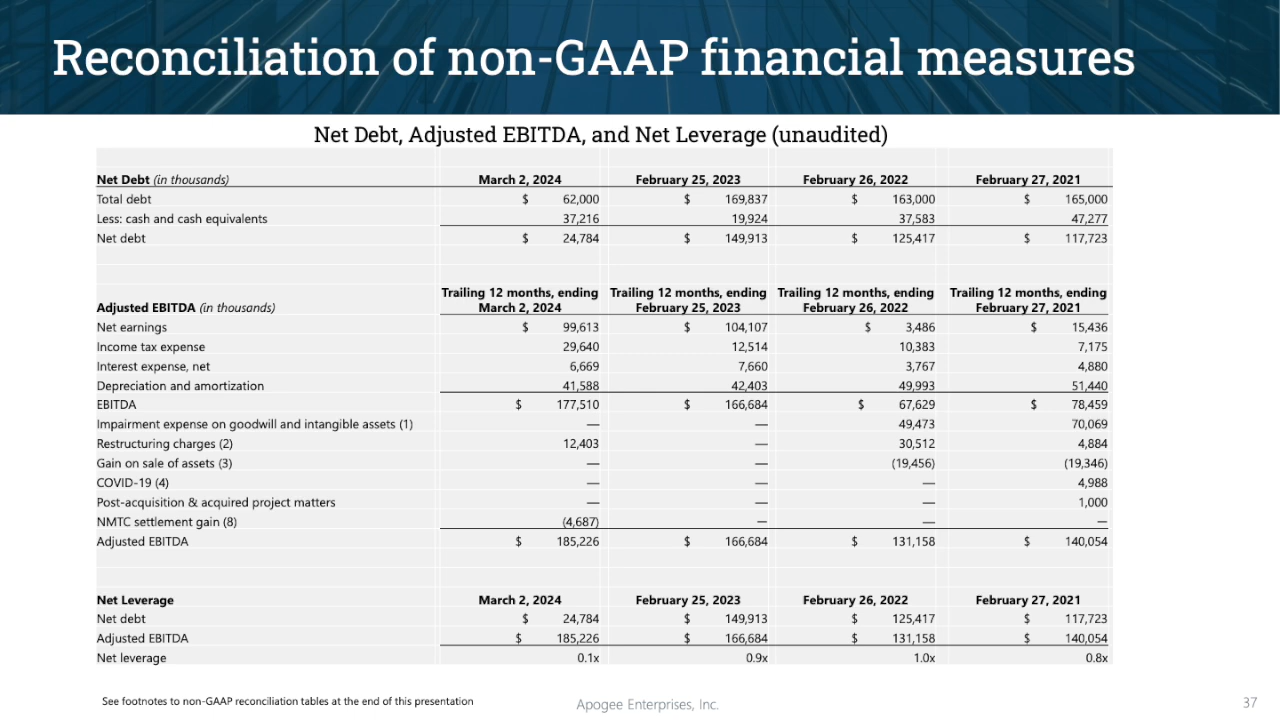 Reconciliation of non-GAAP financial measures
Net Debt, Adjusted EBITDA, and Net Leverage (unaudited)
Net Debt (in thousands) March 2, 2024 February 25, 2023 February 26, 2022 February 27, 2021
Total debt $ 62,000 $ 169,837 $ 163,000 $ 165,000
Less: cash and cash equivalents 37,216 19,924 37,583 47,277
Net debt $ 24,784 $ 149,913 $ 125,417 $ 117,723
Trailing 12 months, ending Trailing 12 months, ending Trailing 12 months, ending Trailing 12 months, ending
Adjusted EBITDA (in thousands) March 2, 2024 February 25, 2023 February 26, 2022 February 27, 2021
Net earnings $ 99,613 $ 104,107 $ 3,486 $ 15,436
Income tax expense 29,640 12,514 10,383 7,175
Interest expense, net 6,669 7,660 3,767 4,880
Depreciation and amortization 41,588 42,403 49,993 51,440
EBITDA $ 177,510 $ 166,684 $ 67,629 $ 78,459
Impairment expense on goodwill and intangible assets (1) — — 49,473 70,069
Restructuring charges (2) 12,403 — 30,512 4,884
Gain on sale of assets (3) — — (19,456) (19,346)
COVID-19 (4) — — — 4,988
Post-acquisition & acquired project matters — — — 1,000
NMTC settlement gain (8) (4,687) — — —
Adjusted EBITDA $ 185,226 $ 166,684 $ 131,158 $ 140,054
Net Leverage March 2, 2024 February 25, 2023 February 26, 2022 February 27, 2021
Net debt $ 24,784 $ 149,913 $ 125,417 $ 117,723
Adjusted EBITDA $ 185,226 $ 166,684 $ 131,158 $ 140,054
Net leverage 0.1x 0.9x 1.0x 0.8x
See footnotes to non-GAAP reconciliation tables at the end of this presentation
Apogee Enterprises, Inc.
37